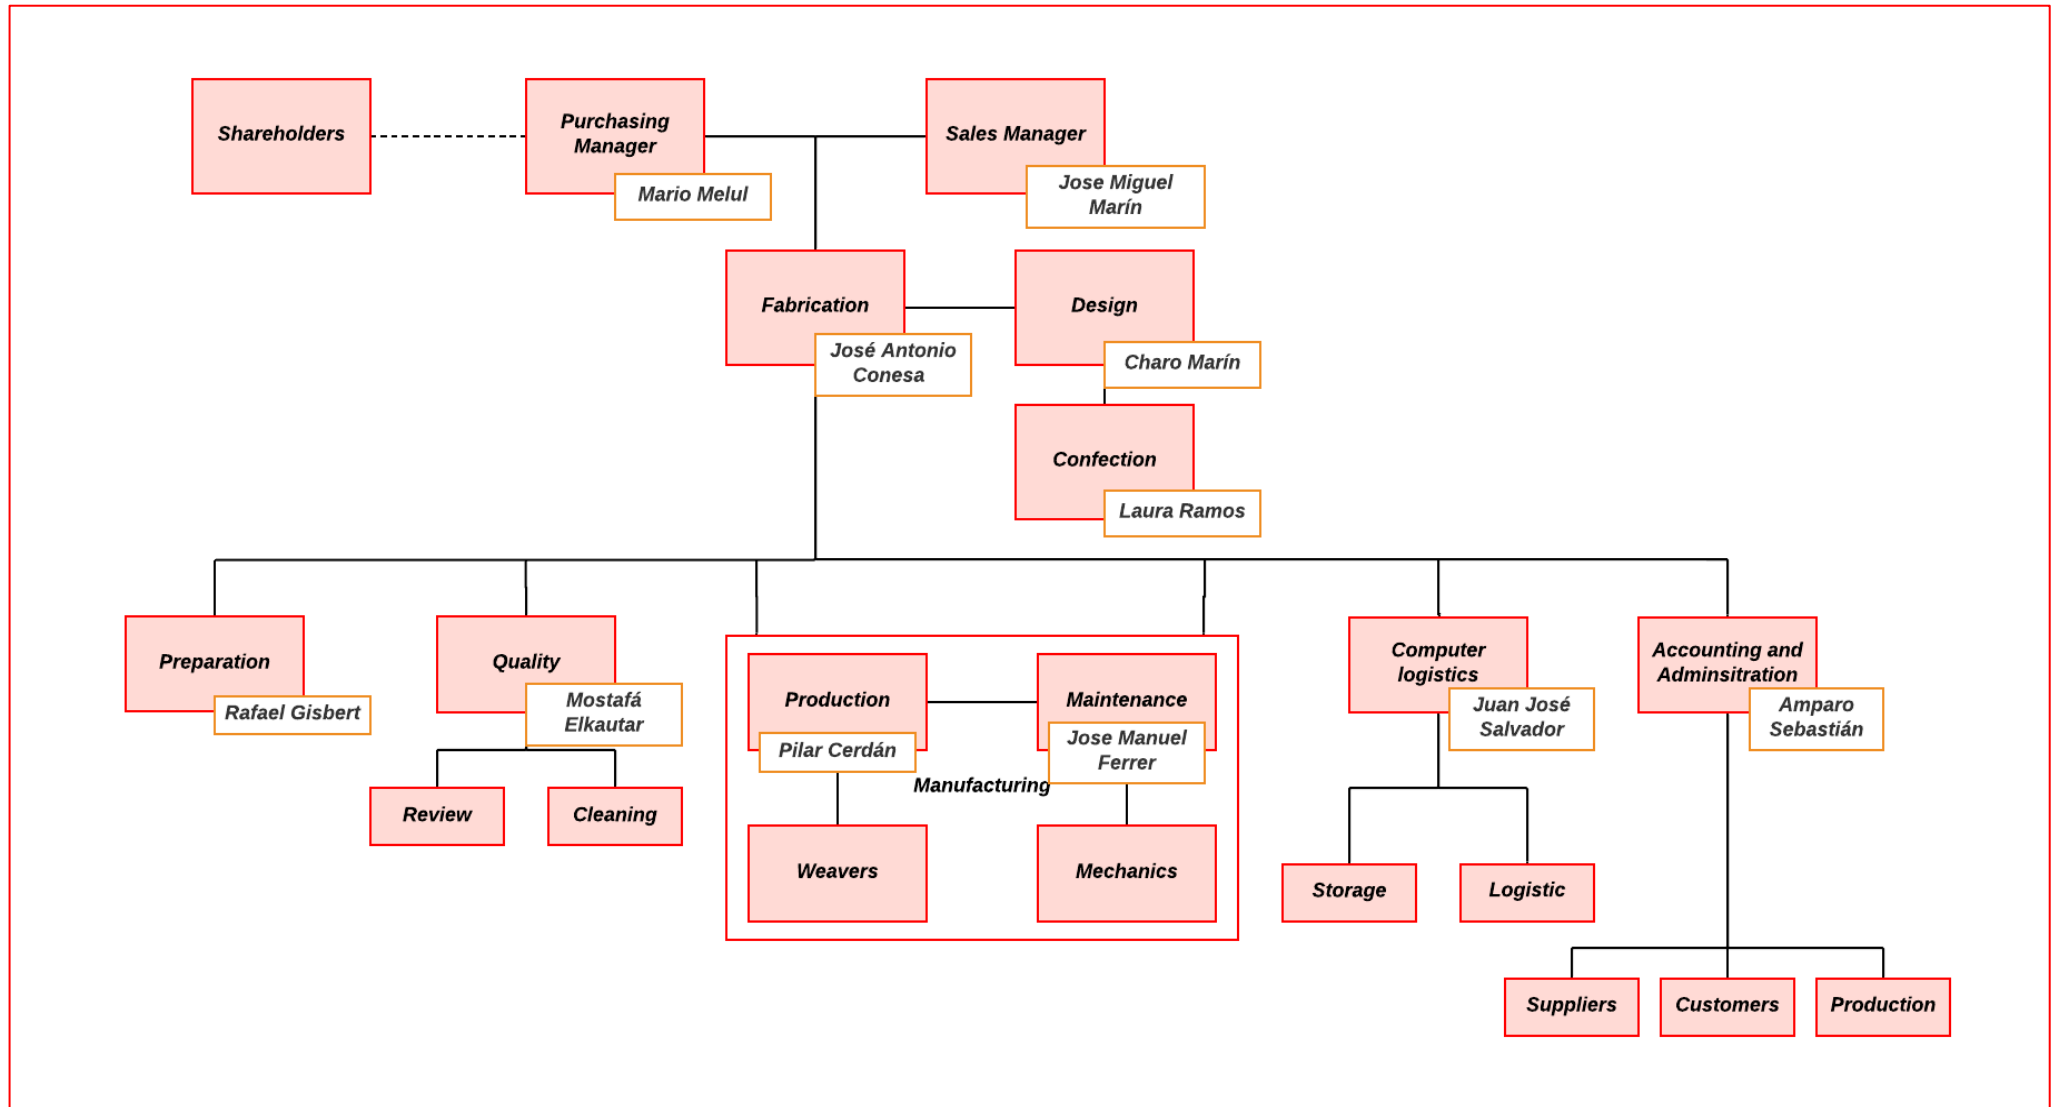 Shareholders
Purchasing
Manager
Mario Melul
Sales Manager
Jose Miguel
Marín
Fabrication
José Antonio
Conesa
Design
Charo Marín
Confection
Laura Ramos
Preparation
Rafael Gisbert
Quality
Mostafá
Elkautar
Review
Cleaning
Production
Pilar Cerdán
Maintenance
Jose Manuel
Ferrer
Manufacturing
Weavers
Mechanics
Computer
logistics
Juan José
Salvador
Storage
Logistic
Accounting and
Adminsitration
Amparo
Sebastián
Suppliers
Customers
Production